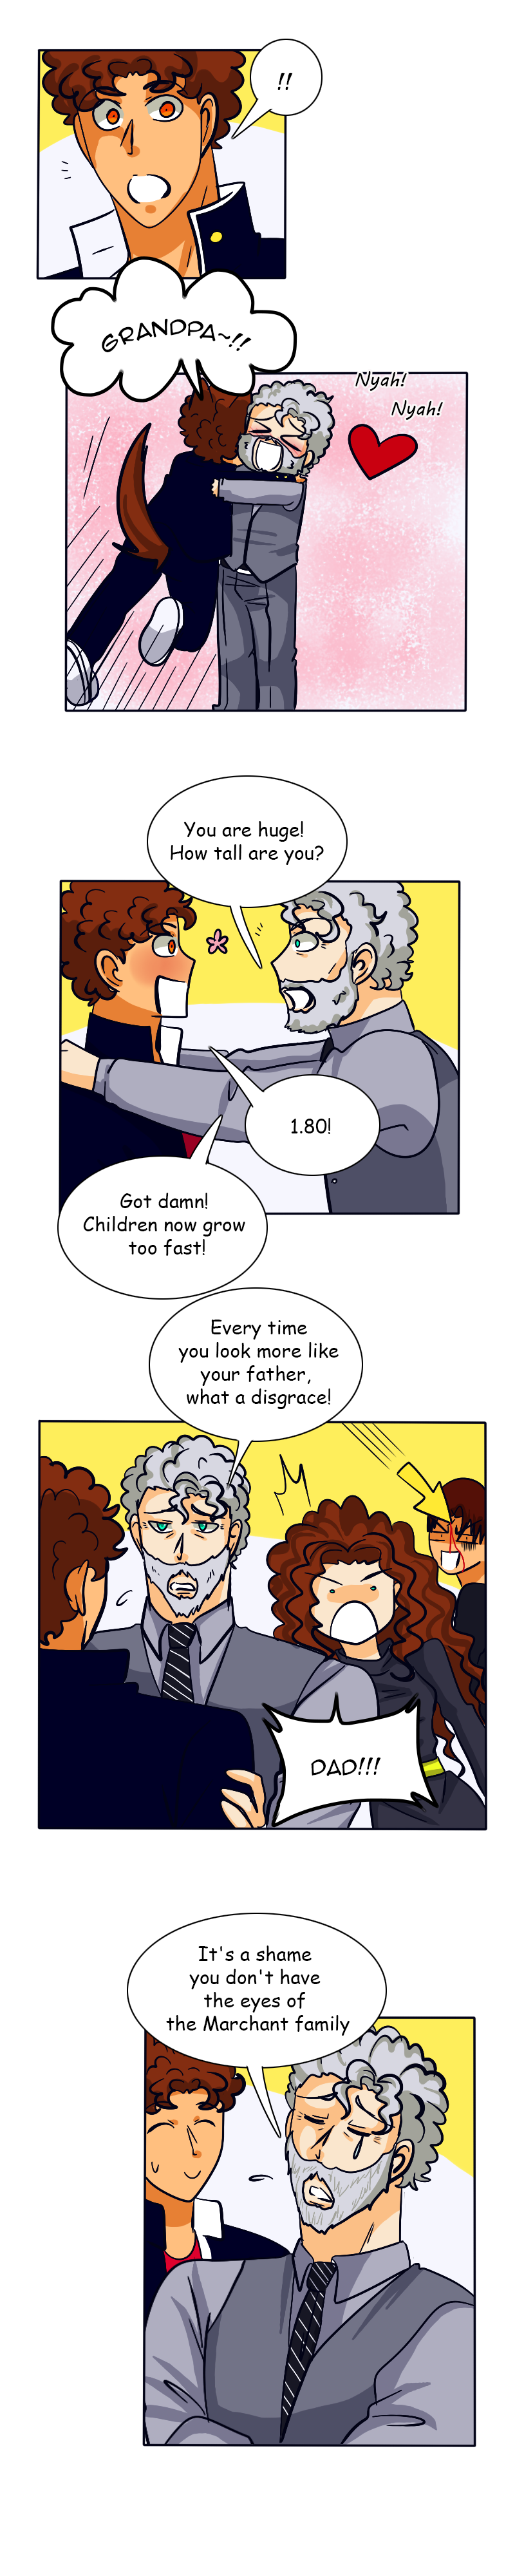 !!
GRANDPA~!!
Nyah!
Nyah!
You are huge!
How tall are you?
1.80!
Got damn!
Children now grow
too fast!
Every time
you look more like
your father,
what a disgrace!
DAD!!!
It's a shame
you don't have
the eyes of
the Marchant family